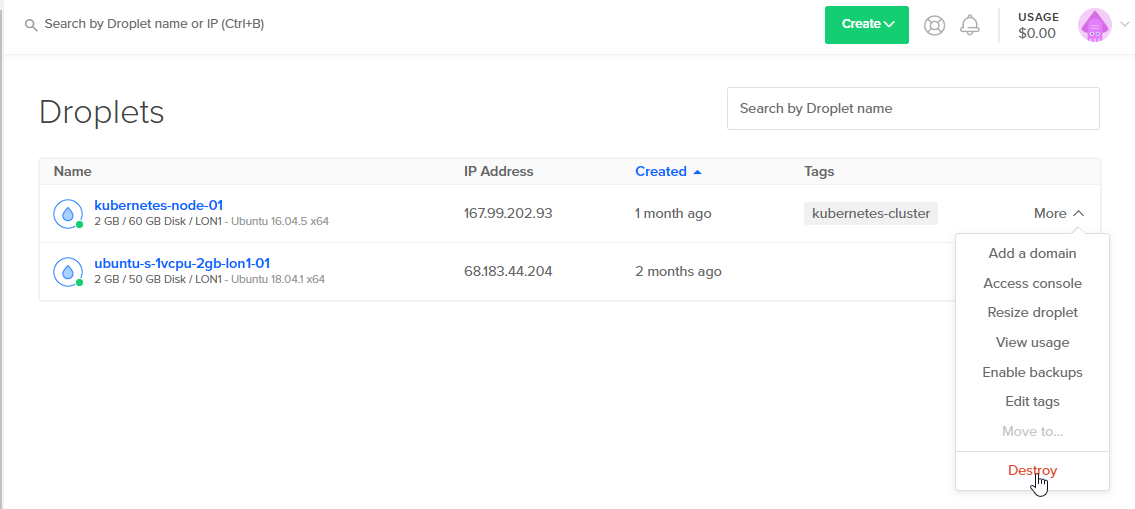 Search by Droplet name or IP (Ctrl+B)
Create
USAGE
$0.00
Droplets
Search by Droplet name
Name IP Address Created Tags
kubernetes-node-01
2 GB / 60 GB Disk / LON1 - Ubuntu 16.04.5 x64
167.99.202.93
1 month ago
kubernetes-cluster
More
ubuntu-s-1vcpu-2gb-lon1-01
2 GB / 50 GB Disk / LON1 - Ubuntu 18.04.1 x64
68.183.44.204
2 months ago
Add a domain
Access console
Resize droplet
View usage
Enable backups
Edit tags
Move to...
Destroy